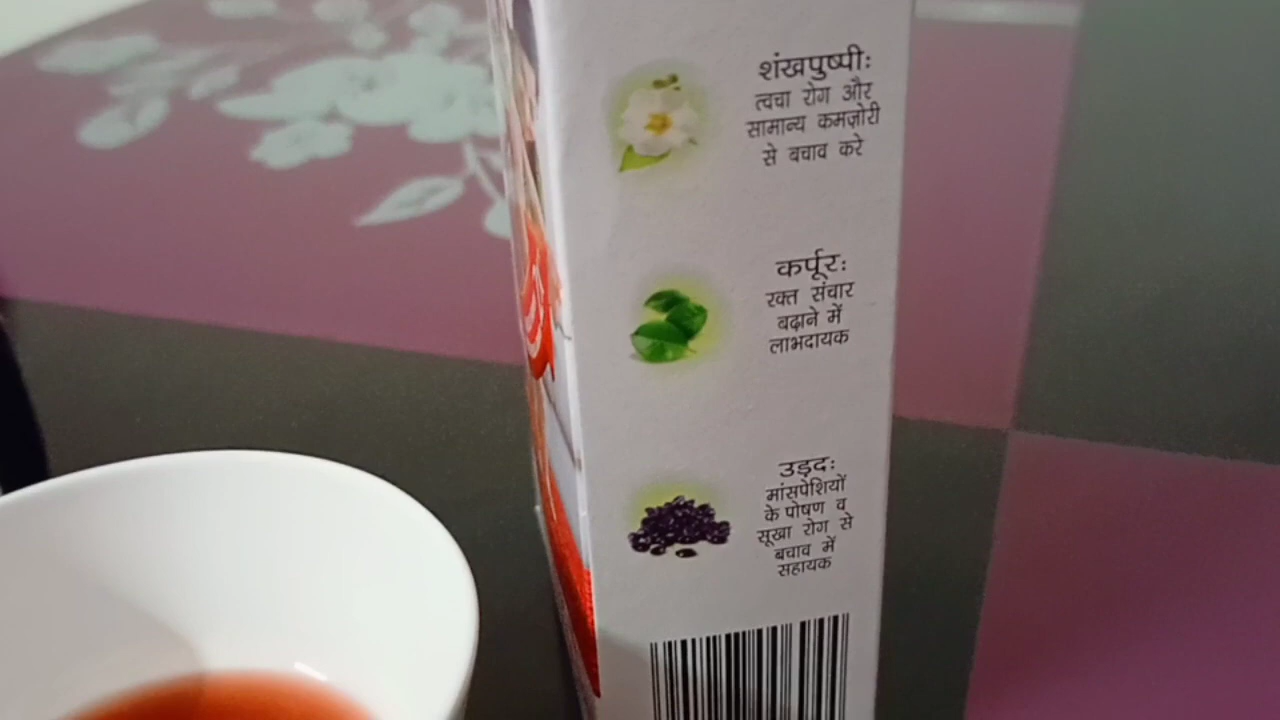 शंखपुष्पीः
त्वचा रोग और
सामान्य कमज़ोरी
से बचाव करे
कर्पूरः
रक्त संचार
बढ़ाने में
लाभदायक
उड़दः
मांसपेशियों
के पोषण व
सूखा रोग से
बचाव में
सहायक